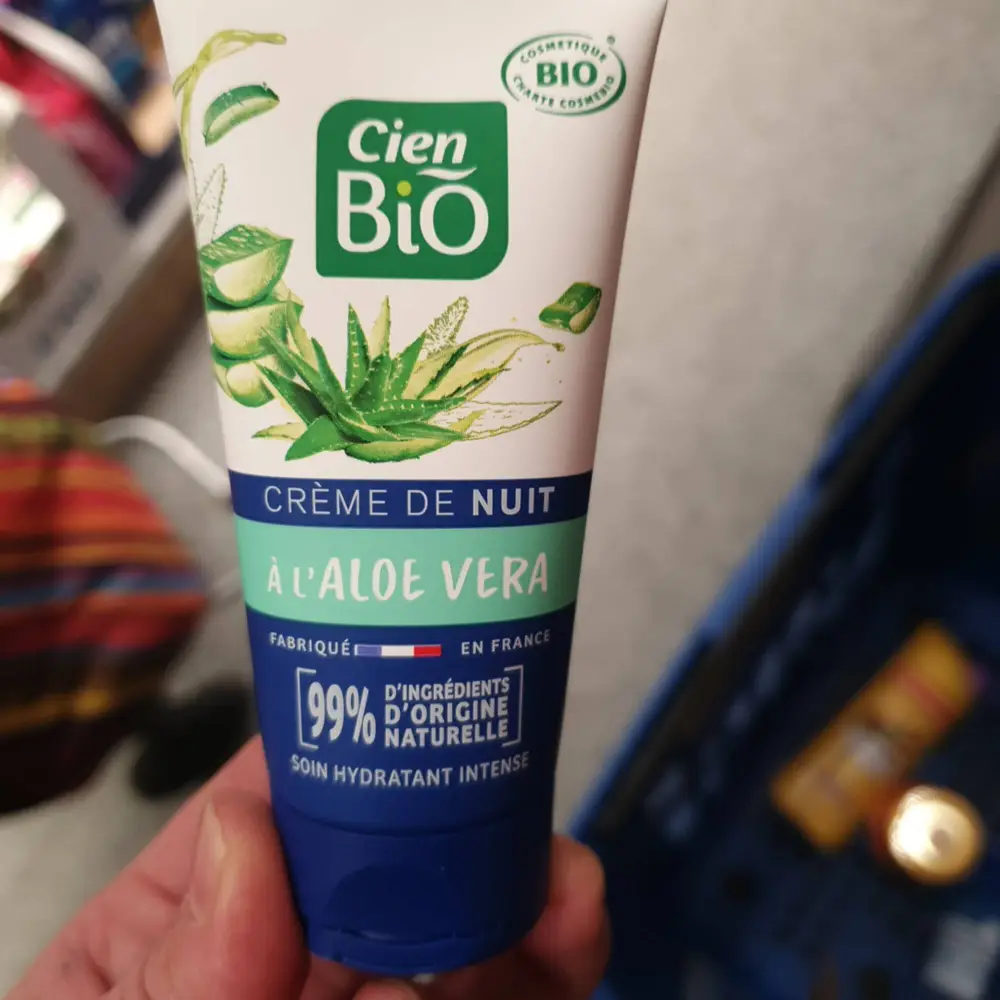 COSMETIQUE
BIO
CHARTE COSMEBIO
Cien
BiO
CRÈME DE NUIT
À L'ALOE VERA
FABRIQUÉ EN FRANCE
99% D'INGRÉDIENTS
D'ORIGINE
NATURELLE
SOIN HYDRATANT INTENSE